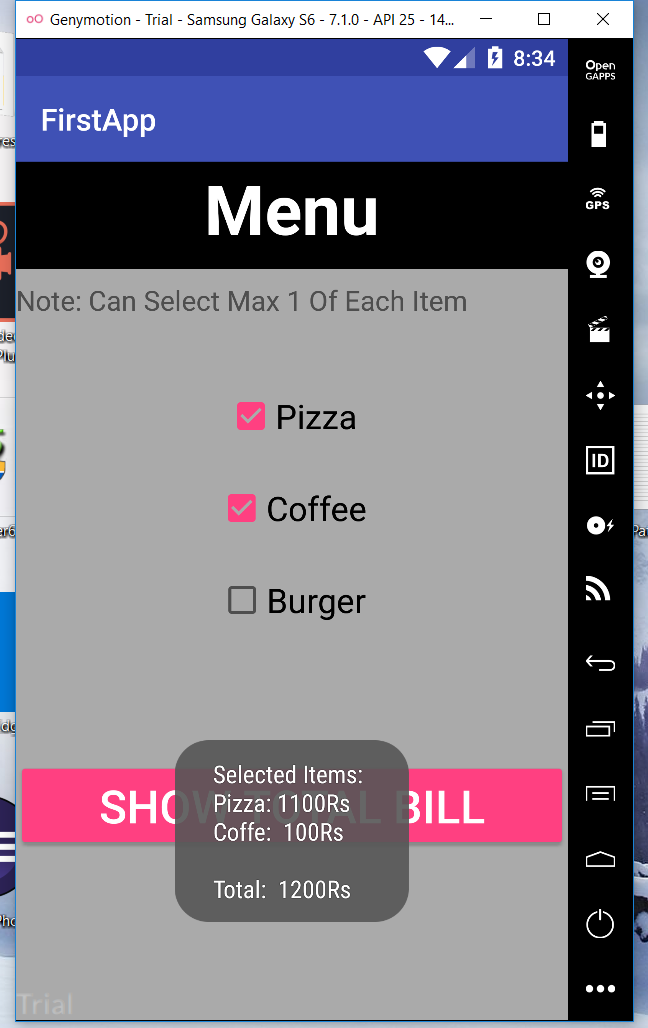 Genymotion - Trial - Samsung Galaxy S6 - 7.1.0 - API 25 - 14...
8:34
Open
GAPPS
FirstApp
GPS
Menu
Note: Can Select Max 1 Of Each Item
Pizza
Coffee
ID
Burger
SHOW TOTAL BILL
Selected Items:
Pizza: 1100Rs
Coffe: 100Rs
Total: 1200Rs
Trial